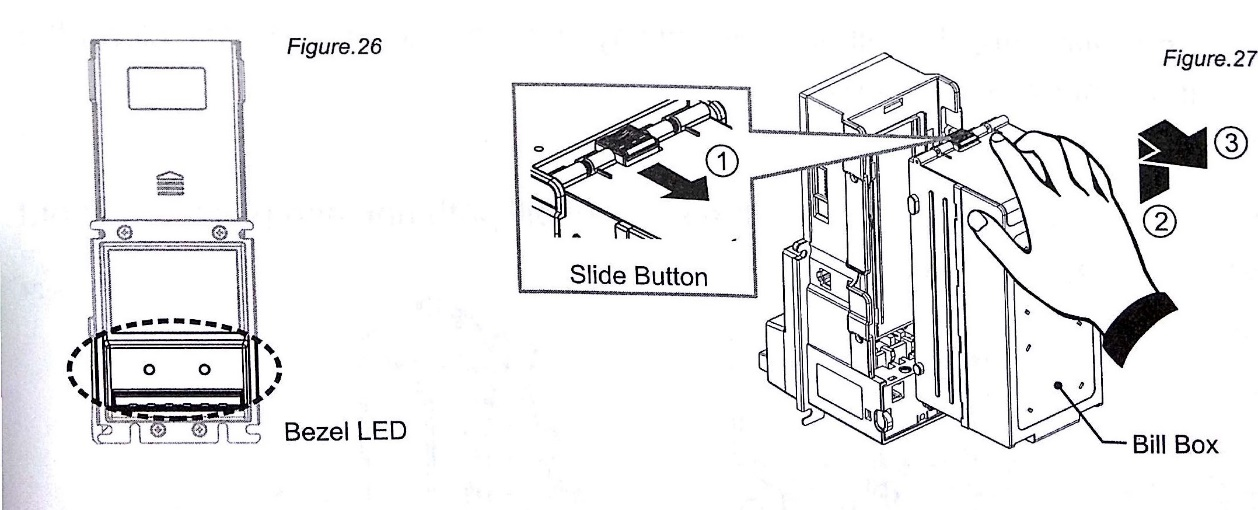 Figure.26
Bezel LED
Figure.27
①
Slide Button
③
②
Bill Box